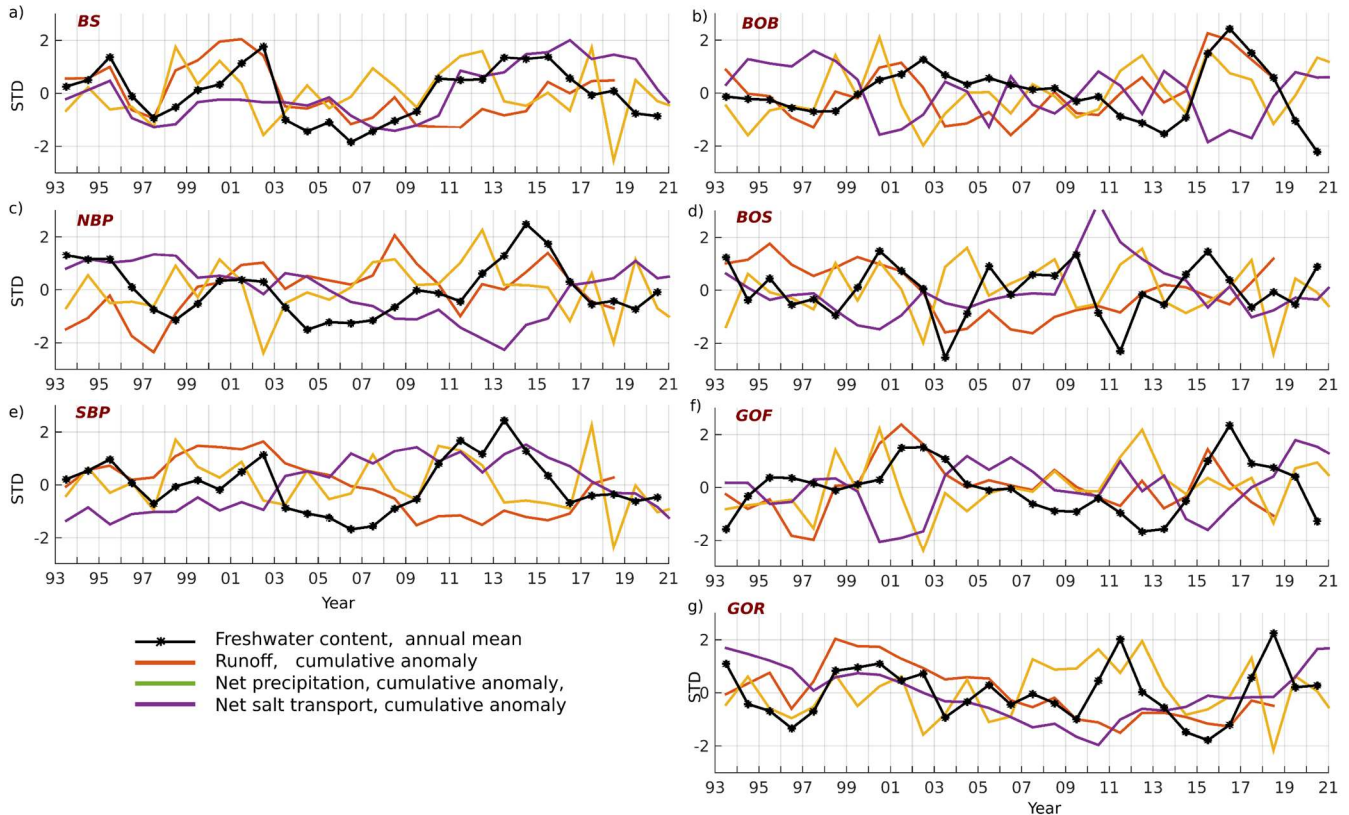 a) BS
2
0
-2
STD
93 95 97 99 01 03 05 07 09 11 13 15 17 19 21
b) BOB
2
0
-2
93 95 97 99 01 03 05 07 09 11 13 15 17 19 21
c) NBP
2
0
-2
STD
93 95 97 99 01 03 05 07 09 11 13 15 17 19 21
d) BOS
2
0
-2
93 95 97 99 01 03 05 07 09 11 13 15 17 19 21
e) SBP
2
0
-2
STD
93 95 97 99 01 03 05 07 09 11 13 15 17 19 21
Year
f) GOF
2
0
-2
93 95 97 99 01 03 05 07 09 11 13 15 17 19 21
g) GOR
2
0
-2
STD
93 95 97 99 01 03 05 07 09 11 13 15 17 19 21
Year
Freshwater content, annual mean
Runoff, cumulative anomaly
Net precipitation, cumulative anomaly,
Net salt transport, cumulative anomaly